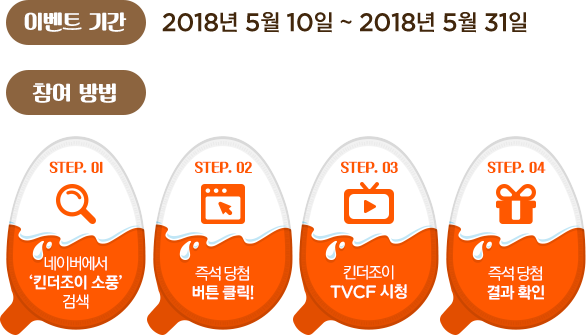 이벤트 기간
2018년 5월 10일 ~ 2018년 5월 31일
참여 방법
STEP. 01
네이버에서
‘킨더조이 소풍’
검색
STEP. 02
즉석 당첨
버튼 클릭!
STEP. 03
킨더조이
TVCF 시청
STEP. 04
즉석 당첨
결과 확인